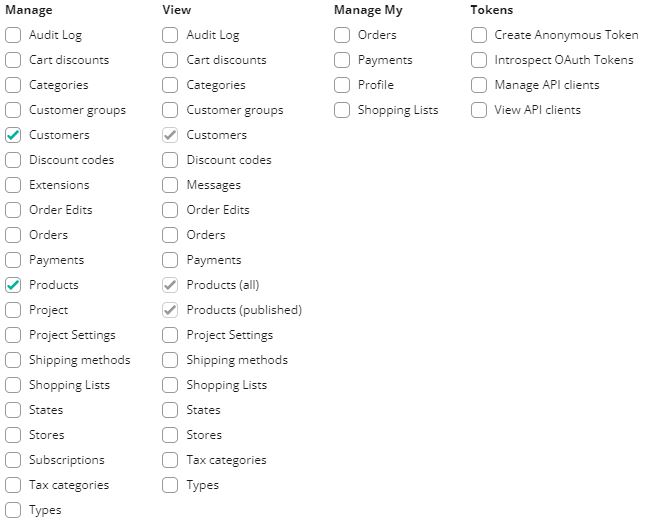 Manage
Audit Log
Cart discounts
Categories
Customer groups
Customers
Discount codes
Extensions
Order Edits
Orders
Payments
Products
Project
Project Settings
Shipping methods
Shopping Lists
States
Stores
Subscriptions
Tax categories
Types
View
Audit Log
Cart discounts
Categories
Customer groups
Customers
Discount codes
Messages
Order Edits
Orders
Payments
Products (all)
Products (published)
Project Settings
Shipping methods
Shopping Lists
States
Stores
Tax categories
Types
Manage My
Orders
Payments
Profile
Shopping Lists
Tokens
Create Anonymous Token
Introspect OAuth Tokens
Manage API clients
View API clients